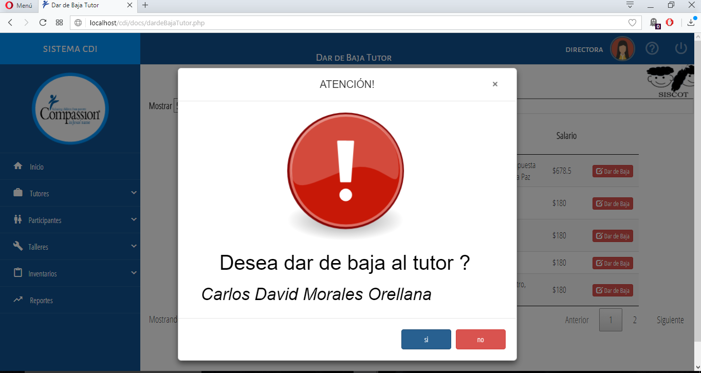 Menú
Dar de Baja Tutor
localhost/cdi/docs/dardeBajaTutor.php
SISTEMA CDI
Dar de Baja Tutor
DIRECTORA
Compassion
SISCOT
Inicio
Tutores
Participantes
Talleres
Inventarios
Reportes
Mostrar
ATENCIÓN!
×
Desea dar de baja al tutor ?
Carlos David Morales Orellana
si
no
Salario
$678.5
Dar de Baja
$180
Dar de Baja
$180
Dar de Baja
$180
Dar de Baja
$180
Dar de Baja
Mostrand
Anterior
1
2
Siguiente